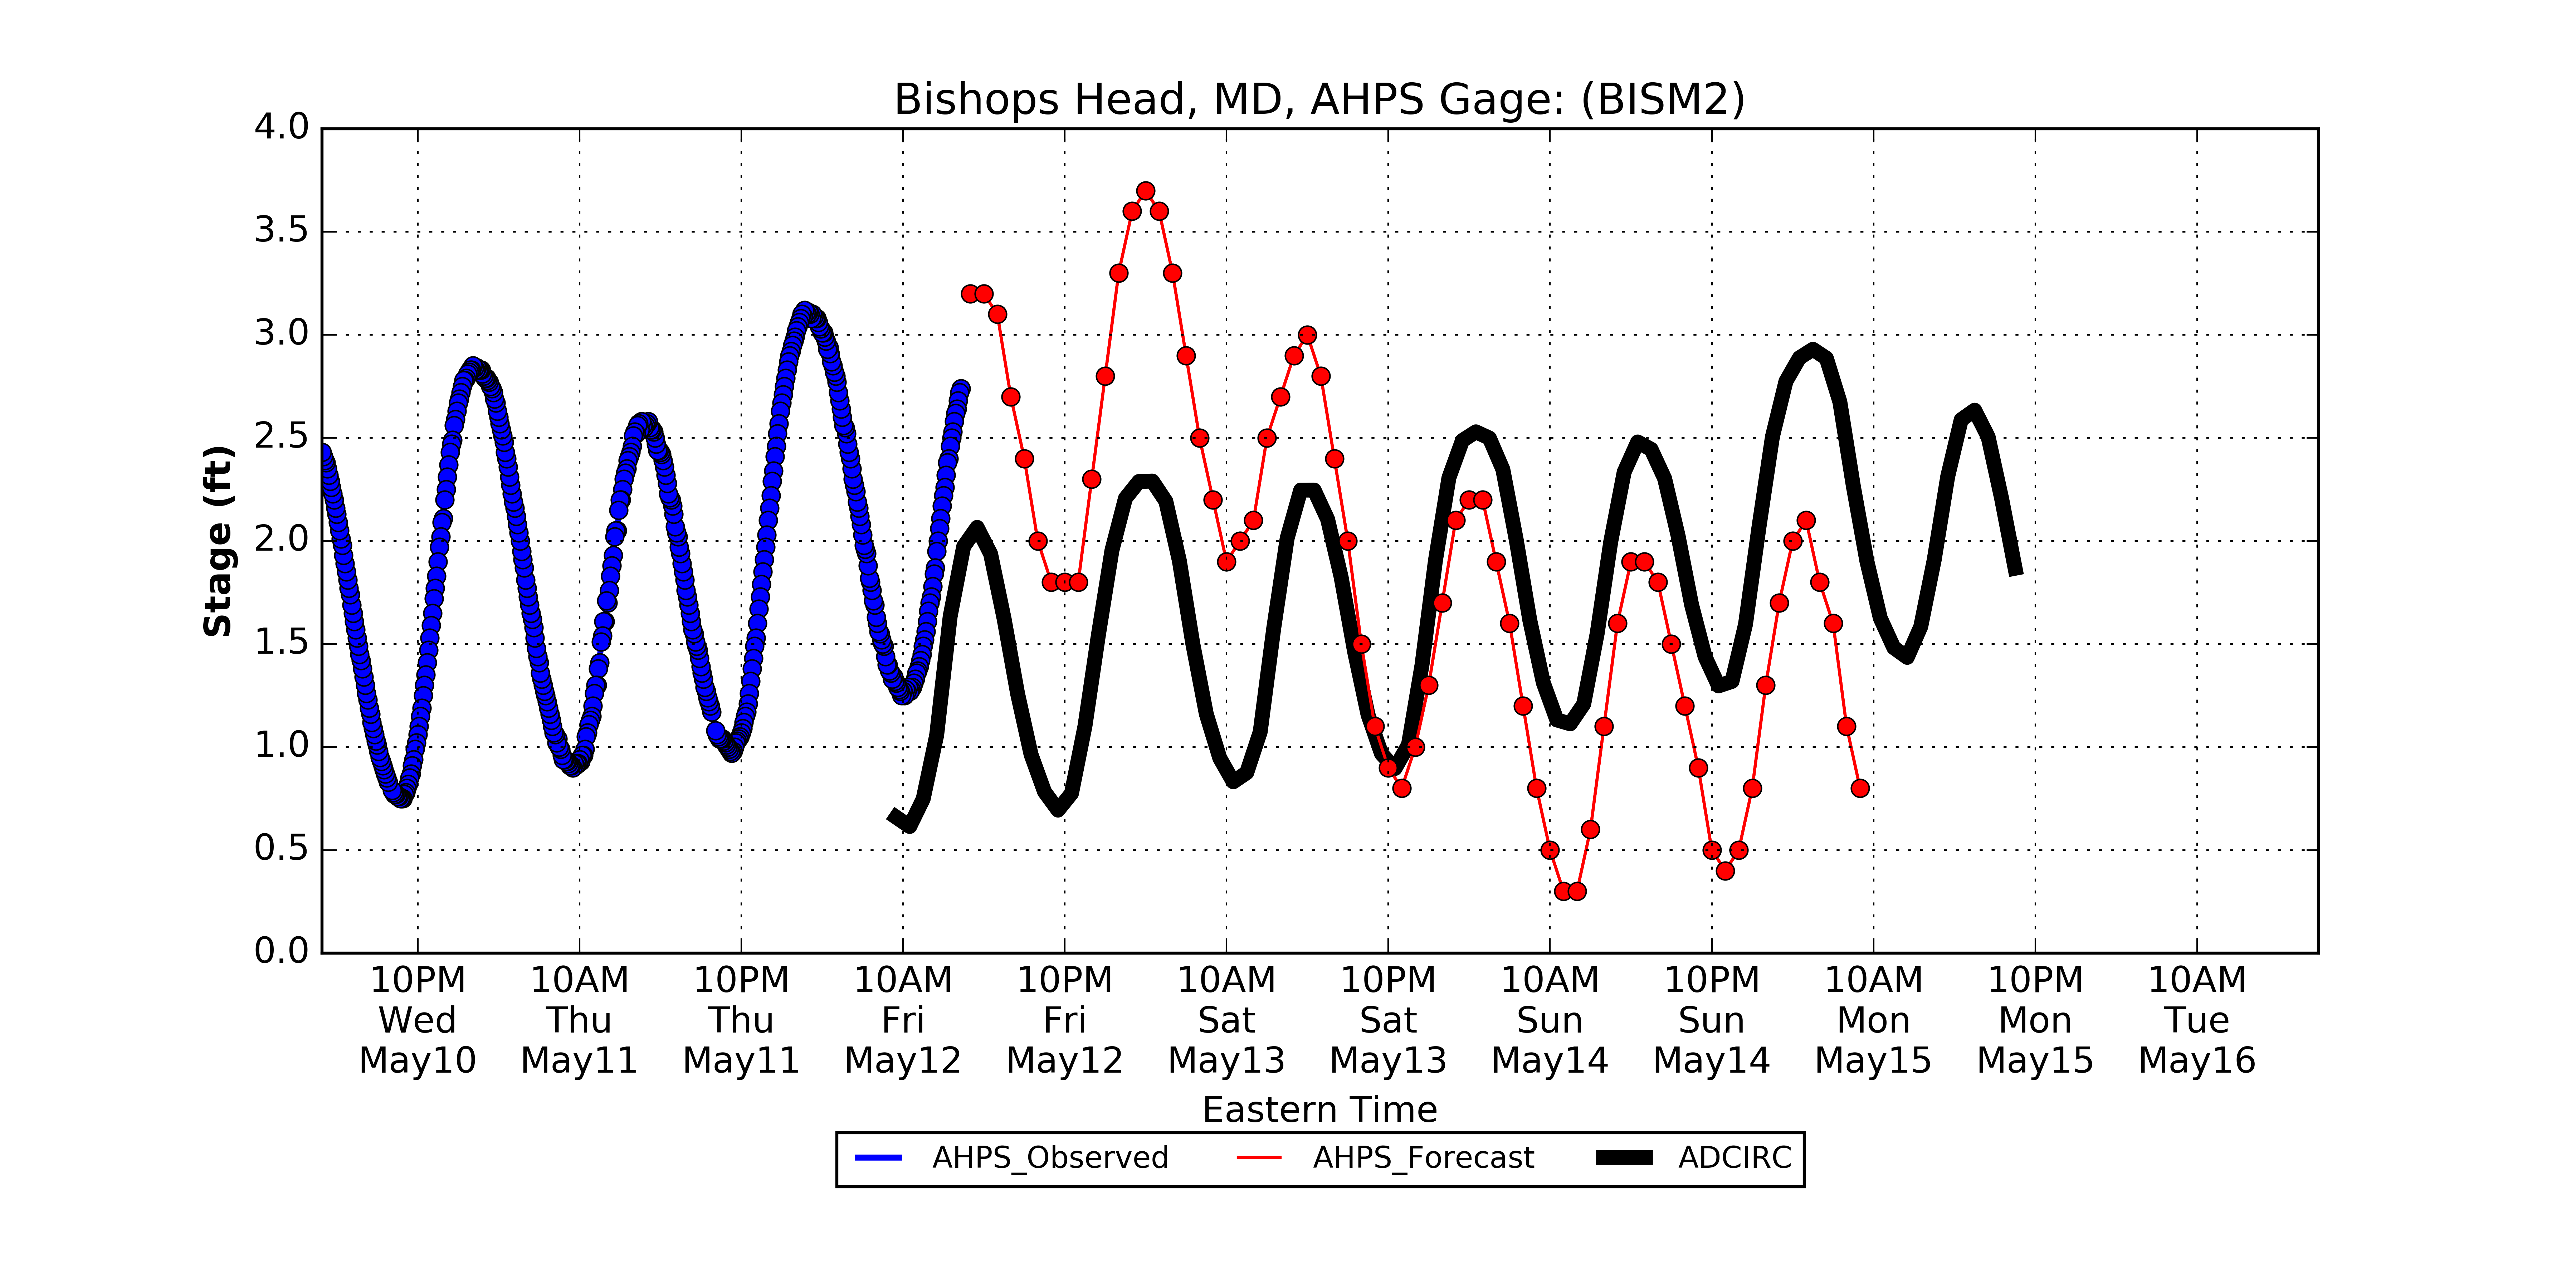 Bishops Head, MD, AHPS Gage: (BISM2)
4.0
3.5
3.0
2.5
2.0
1.5
1.0
0.5
0.0
Stage (ft)
10PM 10AM 10PM 10AM 10PM 10AM 10PM 10AM 10PM 10AM 10PM 10AM
Wed Thu Thu Fri Fri Sat Sat Sun Sun Mon Mon Tue
May10 May11 May11 May12 May12 May13 May13 May14 May14 May15 May15 May16
Eastern Time
AHPS_Observed AHPS_Forecast ADCIRC